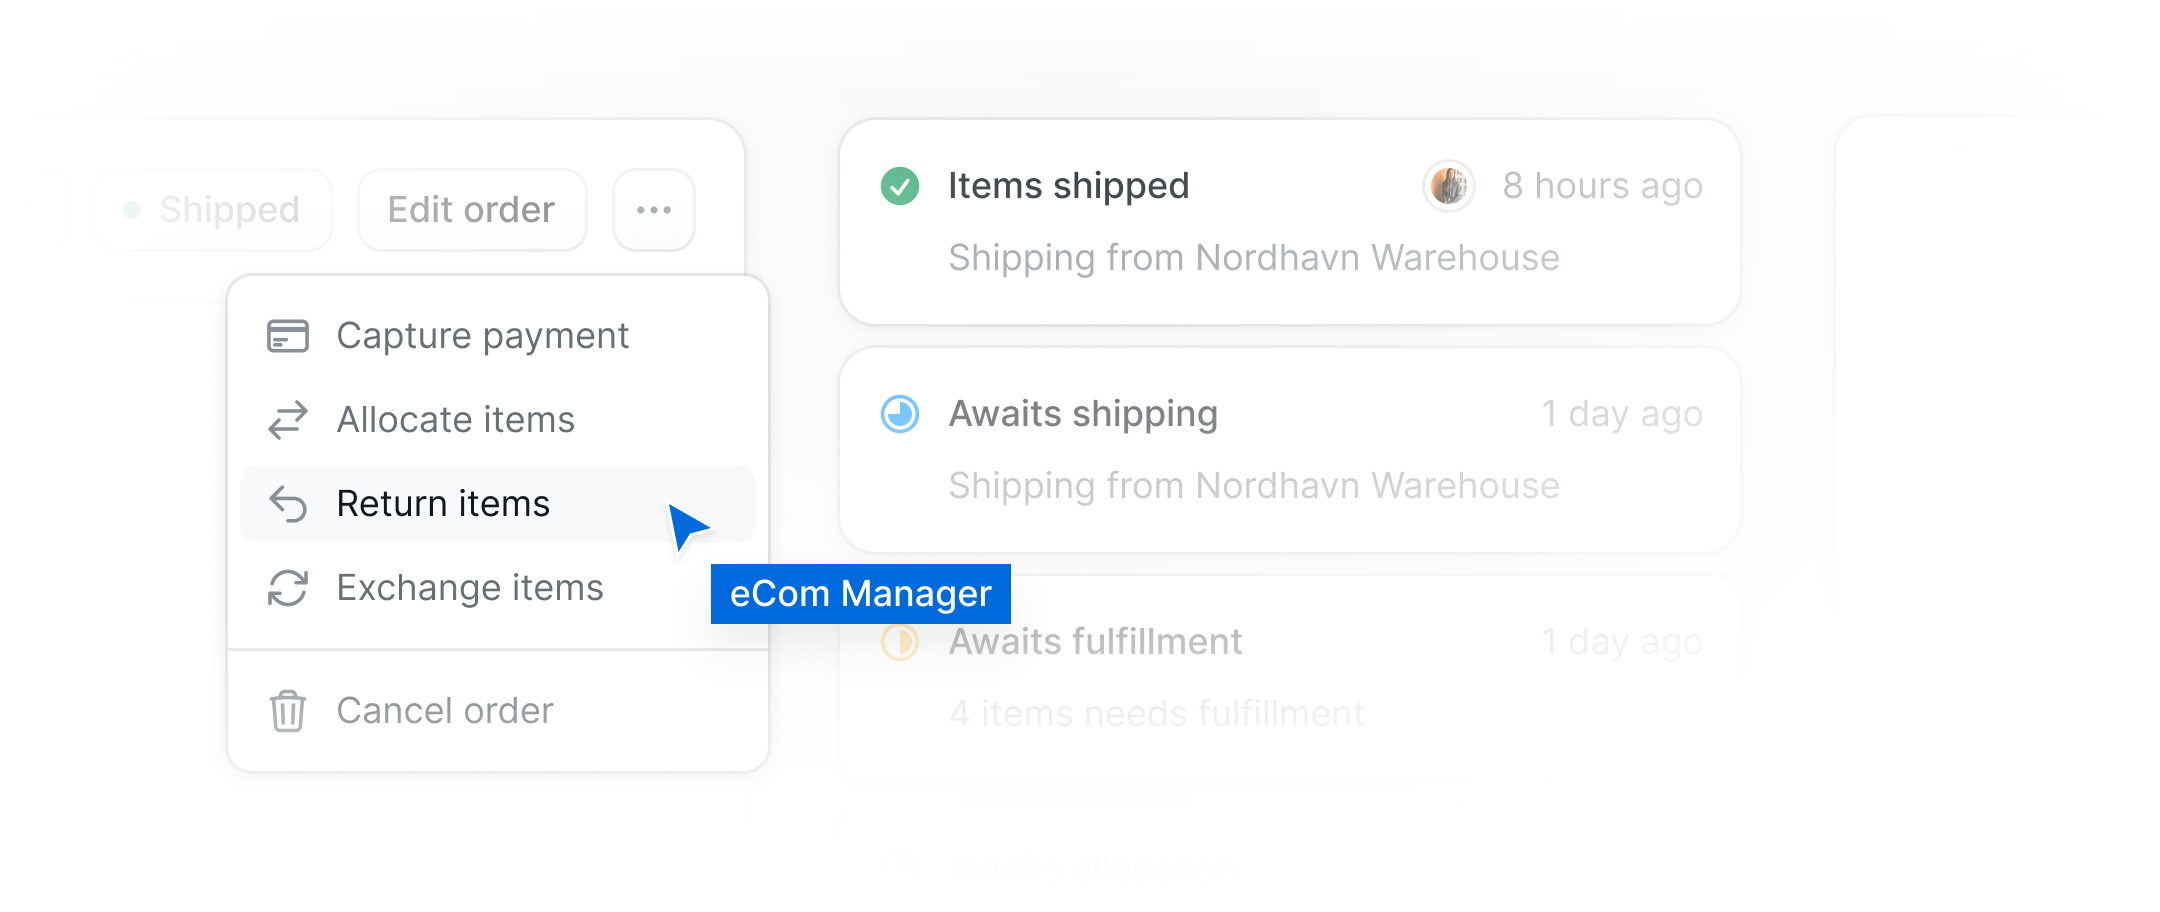 Shipped
Edit order
Capture payment
Allocate items
Return items
Exchange items
Cancel order
eCom Manager
Items shipped
8 hours ago
Shipping from Nordhavn Warehouse
Awaits shipping
1 day ago
Shipping from Nordhavn Warehouse
Awaits fulfillment
1 day ago
4 items needs fulfillment
Awaits allocation